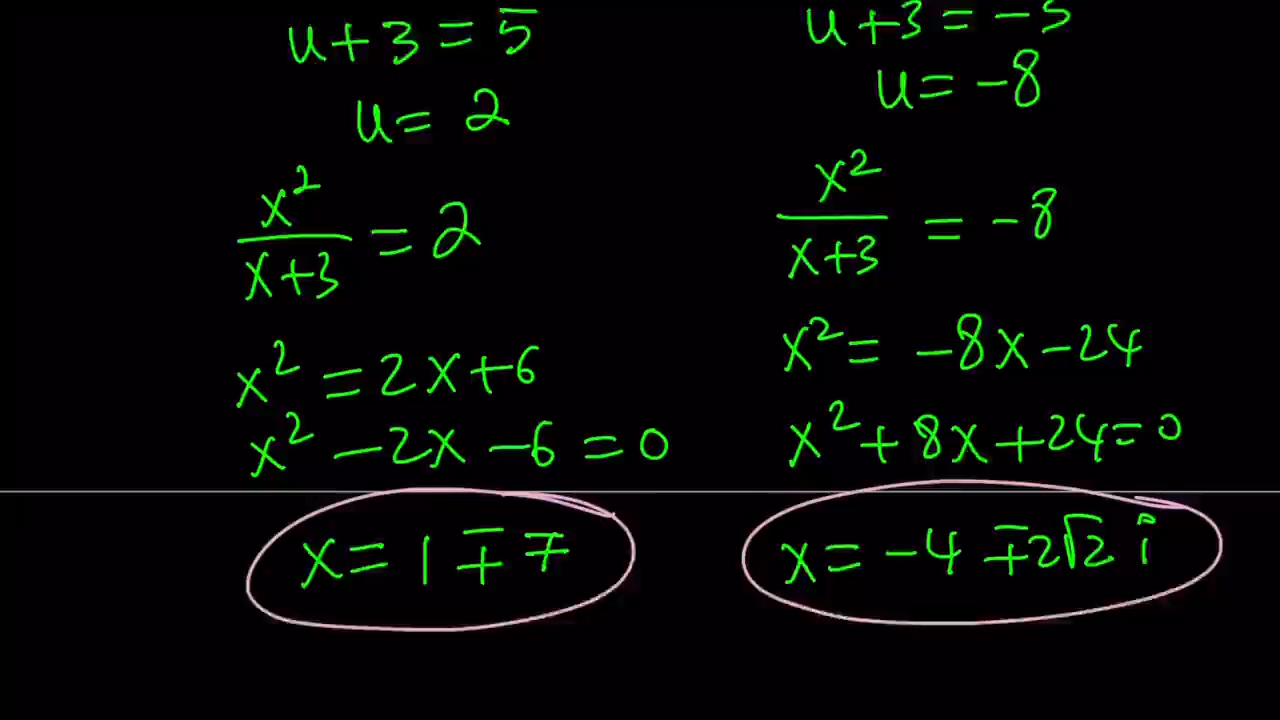 u+3=5
u=2
x²/(x+3)=2
x²=2x+6
x²-2x-6=0
x=1∓7
u+3=-5
u=-8
x²/(x+3)=-8
x²=-8x-24
x²+8x+24=0
x=-4∓2√2 i